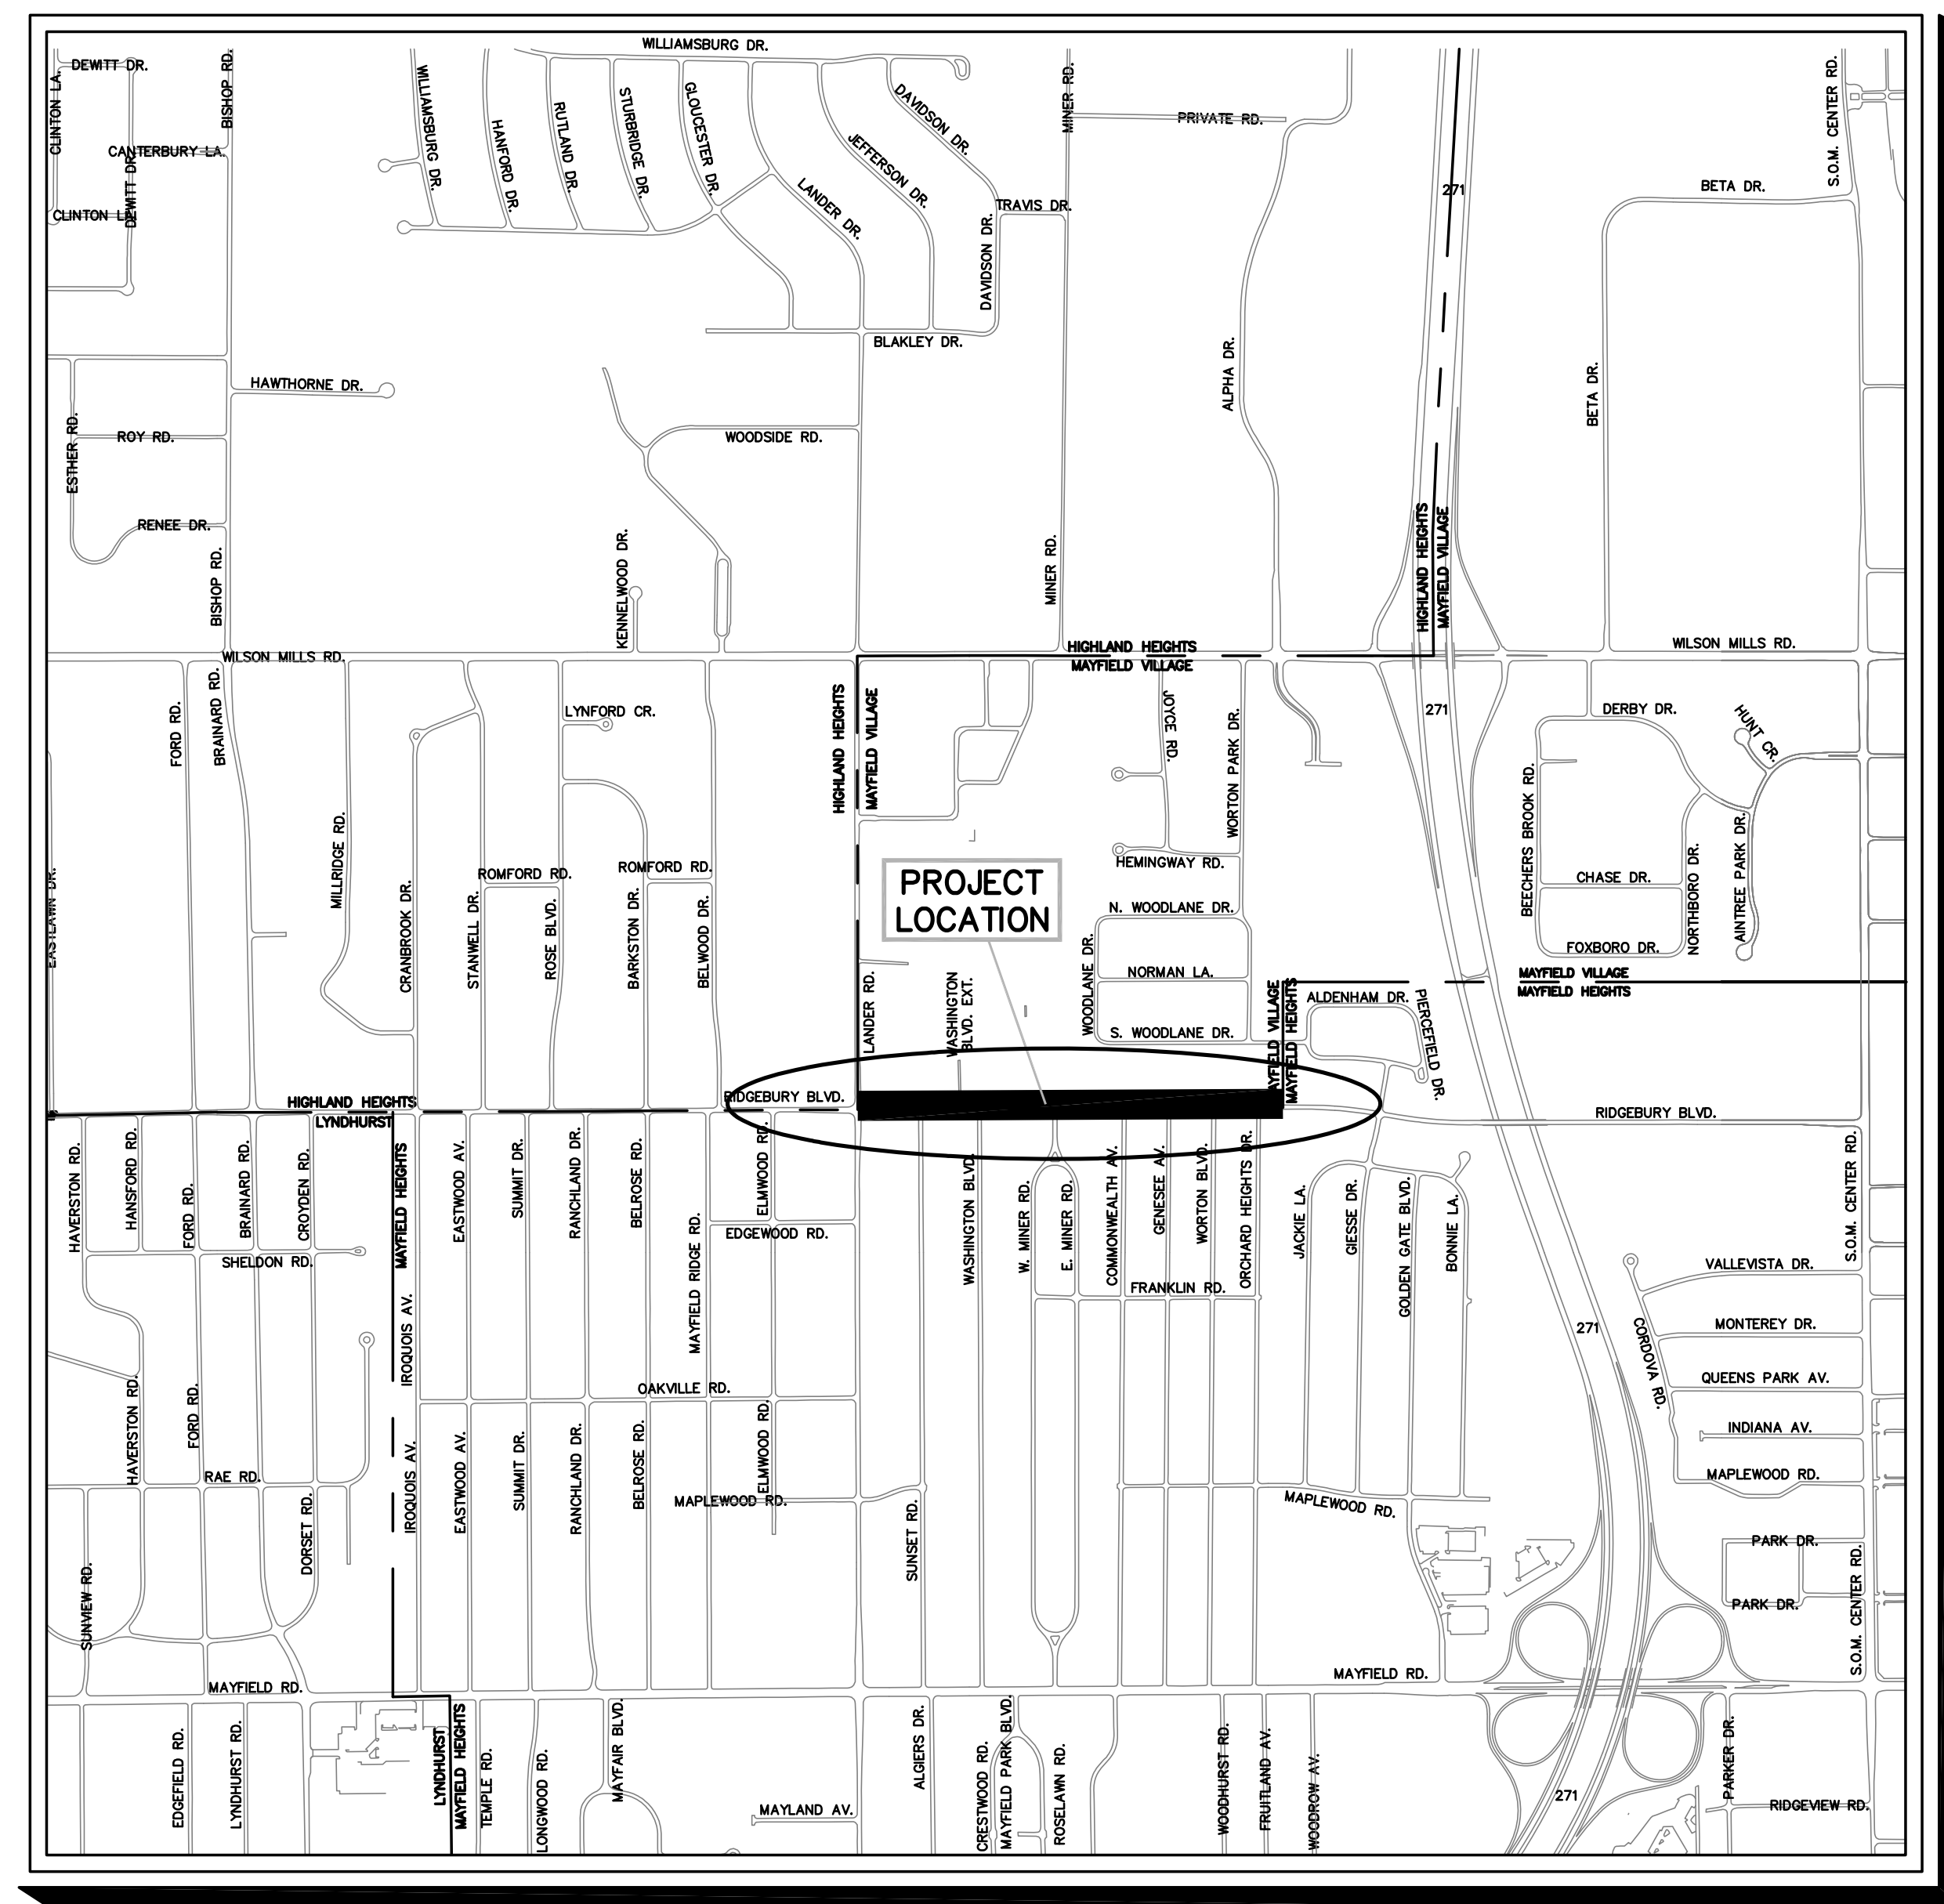 WILLIAMSBURG DR.
DEWITT DR.
CLINTON LA.
BISHOP RD.
CANTERBURY LA.
DEWITT DR.
CLINTON LA.
WILLIAMSBURG DR.
HANFORD DR.
RUTLAND DR.
STURBRIDGE DR.
GLOUCESTER DR.
LANDER DR.
JEFFERSON DR.
DAVIDSON DR.
MINER RD.
PRIVATE RD.
TRAVIS DR.
DAVIDSON DR.
271
BETA DR.
S.O.M. CENTER RD.
BLAKLEY DR.
ALPHA DR.
BETA DR.
HAWTHORNE DR.
ESTHER RD.
ROY RD.
WOODSIDE RD.
RENEE DR.
BISHOP RD.
KENNELWOOD DR.
MINER RD.
HIGHLAND HEIGHTS
MAYFIELD VILLAGE
WILSON MILLS RD.
HIGHLAND HEIGHTS
MAYFIELD VILLAGE
WILSON MILLS RD.
FORD RD.
BRAINARD RD.
LYNFORD CR.
HIGHLAND HEIGHTS
MAYFIELD VILLAGE
JOYCE RD.
WORTON PARK DR.
271
DERBY DR.
HUNT CR.
MILLRIDGE RD.
CRANBROOK DR.
STANWELL DR.
ROMFORD RD.
ROSE BLVD.
ROMFORD RD.
BARKSTON DR.
BELWOOD DR.
PROJECT
LOCATION
HEMINGWAY RD.
N. WOODLANE DR.
WOODLANE DR.
NORMAN LA.
S. WOODLANE DR.
BEECHERS BROOK RD.
CHASE DR.
FOXBORO DR.
NORTHBORO DR.
AINTREE PARK DR.
EASTLAWN DR.
LANDER RD.
WASHINGTON
BLVD. EXT.
MAYFIELD VILLAGE
MAYFIELD HEIGHTS
ALDENHAM DR.
PIERCEFIELD DR.
MAYFIELD VILLAGE
MAYFIELD HEIGHTS
HIGHLAND HEIGHTS
LYNDHURST
RIDGEBURY BLVD.
RIDGEBURY BLVD.
HAVERSTON RD.
HANSFORD RD.
FORD RD.
BRAINARD RD.
CROYDEN RD.
MAYFIELD HEIGHTS
EASTWOOD AV.
SUMMIT DR.
RANCHLAND DR.
BELROSE RD.
MAYFIELD RIDGE RD.
ELMWOOD RD.
EDGEWOOD RD.
WASHINGTON BLVD.
W. MINER RD.
E. MINER RD.
COMMONWEALTH AV.
GENESEE AV.
WORTON BLVD.
ORCHARD HEIGHTS DR.
JACKIE LA.
GIESSE DR.
GOLDEN GATE BLVD.
BONNIE LA.
S.O.M. CENTER RD.
SHELDON RD.
FRANKLIN RD.
VALLEVISTA DR.
IROQUOIS AV.
271
CORDOVA RD.
MONTEREY DR.
QUEENS PARK AV.
OAKVILLE RD.
HAVERSTON RD.
FORD RD.
INDIANA AV.
IROQUOIS AV.
EASTWOOD AV.
SUMMIT DR.
RANCHLAND DR.
BELROSE RD.
ELMWOOD RD.
RAE RD.
MAPLEWOOD RD.
MAPLEWOOD RD.
MAPLEWOOD RD.
DORSET RD.
SUNSET RD.
PARK DR.
SUNVIEW RD.
PARK DR.
S.O.M. CENTER RD.
MAYFIELD RD.
MAYFIELD RD.
EDGEFIELD RD.
LYNDHURST RD.
LYNDHURST
MAYFIELD HEIGHTS
TEMPLE RD.
LONGWOOD RD.
MAYFAIR BLVD.
MAYLAND AV.
ALGIERS DR.
CRESTWOOD RD.
MAYFIELD PARK BLVD.
ROSELAWN RD.
WOODHURST RD.
FRUITLAND AV.
WOODROW AV.
271
PARKER DR.
RIDGEVIEW RD.